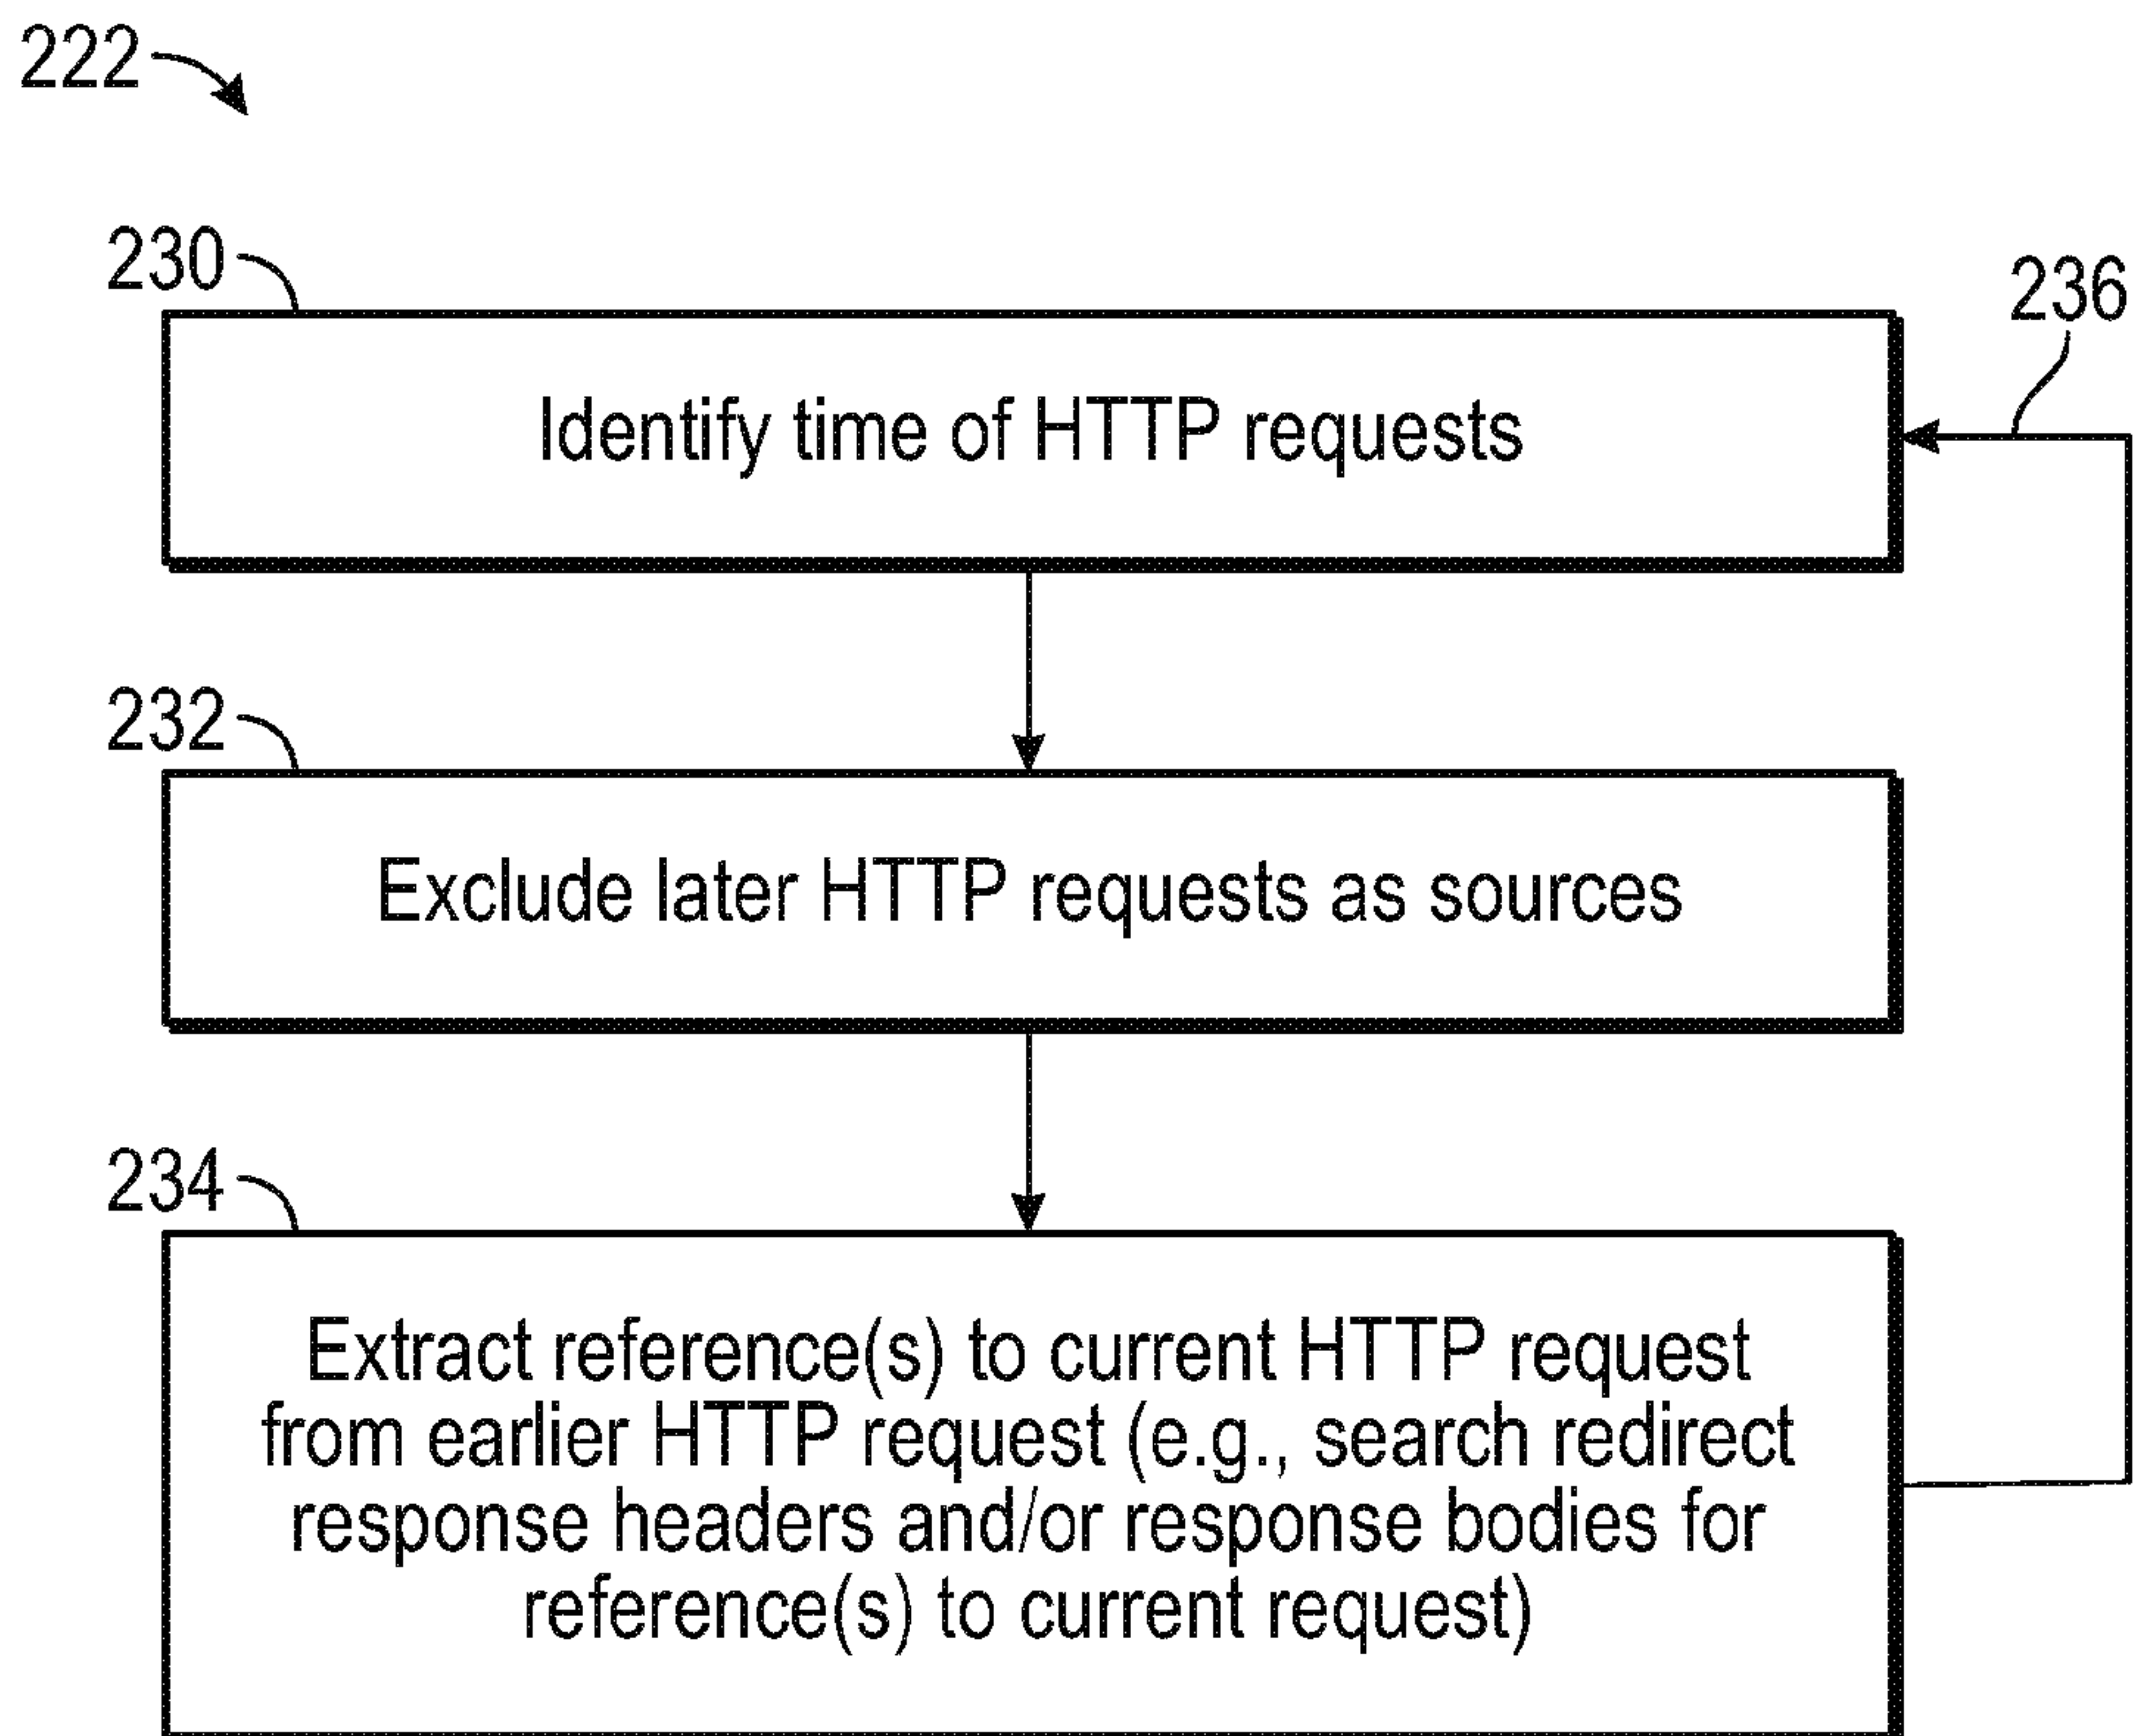 222
230
236
Identify time of HTTP requests
232
Exclude later HTTP requests as sources
234
Extract reference(s) to current HTTP request
from earlier HTTP request (e.g., search redirect
response headers and/or response bodies for
reference(s) to current request)